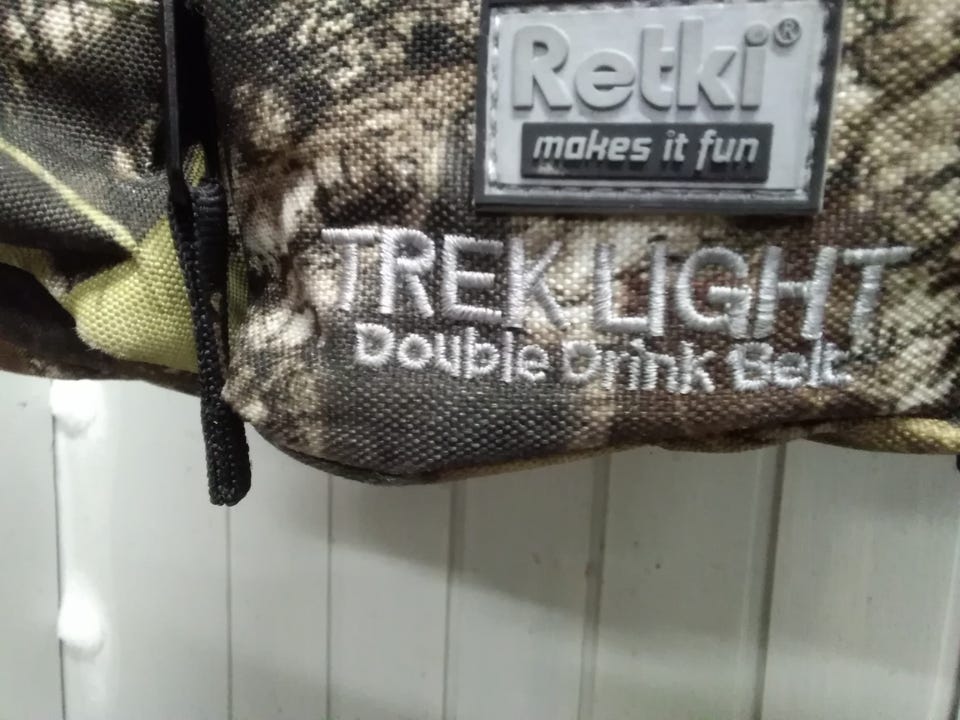 Retki®
makes it fun
TREK LIGHT
Double Drink Belt